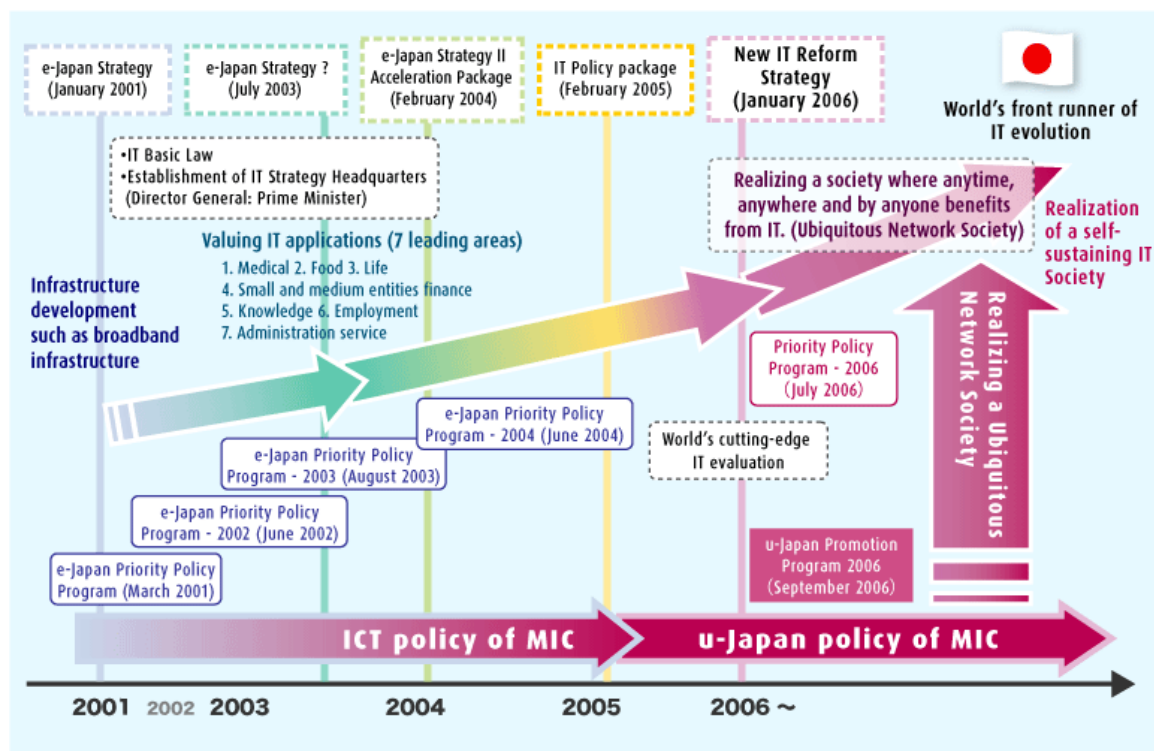 e-Japan Strategy
(January 2001)
e-Japan Strategy ?
(July 2003)
e-Japan Strategy II
Acceleration Package
(February 2004)
IT Policy package
(February 2005)
New IT Reform
Strategy
(January 2006)
World's front runner of
IT evolution
•IT Basic Law
•Establishment of IT Strategy Headquarters
(Director General: Prime Minister)
Realizing a society where anytime,
anywhere and by anyone benefits
from IT. (Ubiquitous Network Society)
Realization
of a self-
sustaining IT
Society
Valuing IT applications (7 leading areas)
1. Medical 2. Food 3. Life
4. Small and medium entities finance
5. Knowledge 6. Employment
7. Administration service
Infrastructure
development
such as broadband
infrastructure
Realizing a Ubiquitous
Network Society
Priority Policy
Program - 2006
(July 2006)
e-Japan Priority Policy
Program - 2004 (June 2004)
World's cutting-edge
IT evaluation
e-Japan Priority Policy
Program - 2003 (August 2003)
e-Japan Priority Policy
Program - 2002 (June 2002)
u-Japan Promotion
Program 2006
(September 2006)
e-Japan Priority Policy
Program (March 2001)
ICT policy of MIC
u-Japan policy of MIC
2001 2002 2003 2004 2005 2006 ~